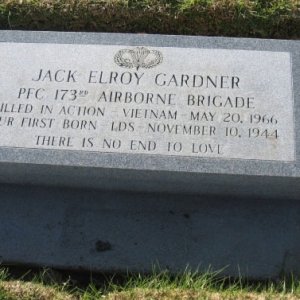 JACK ELROY GARDNER
PFC 173RD AIRBORNE BRIGADE
ILLED IN ACTION - VIETNAM - MAY 20, 1966
UR FIRST BORN - LDS - NOVEMBER 10, 1944
THERE IS NO END TO LOVE